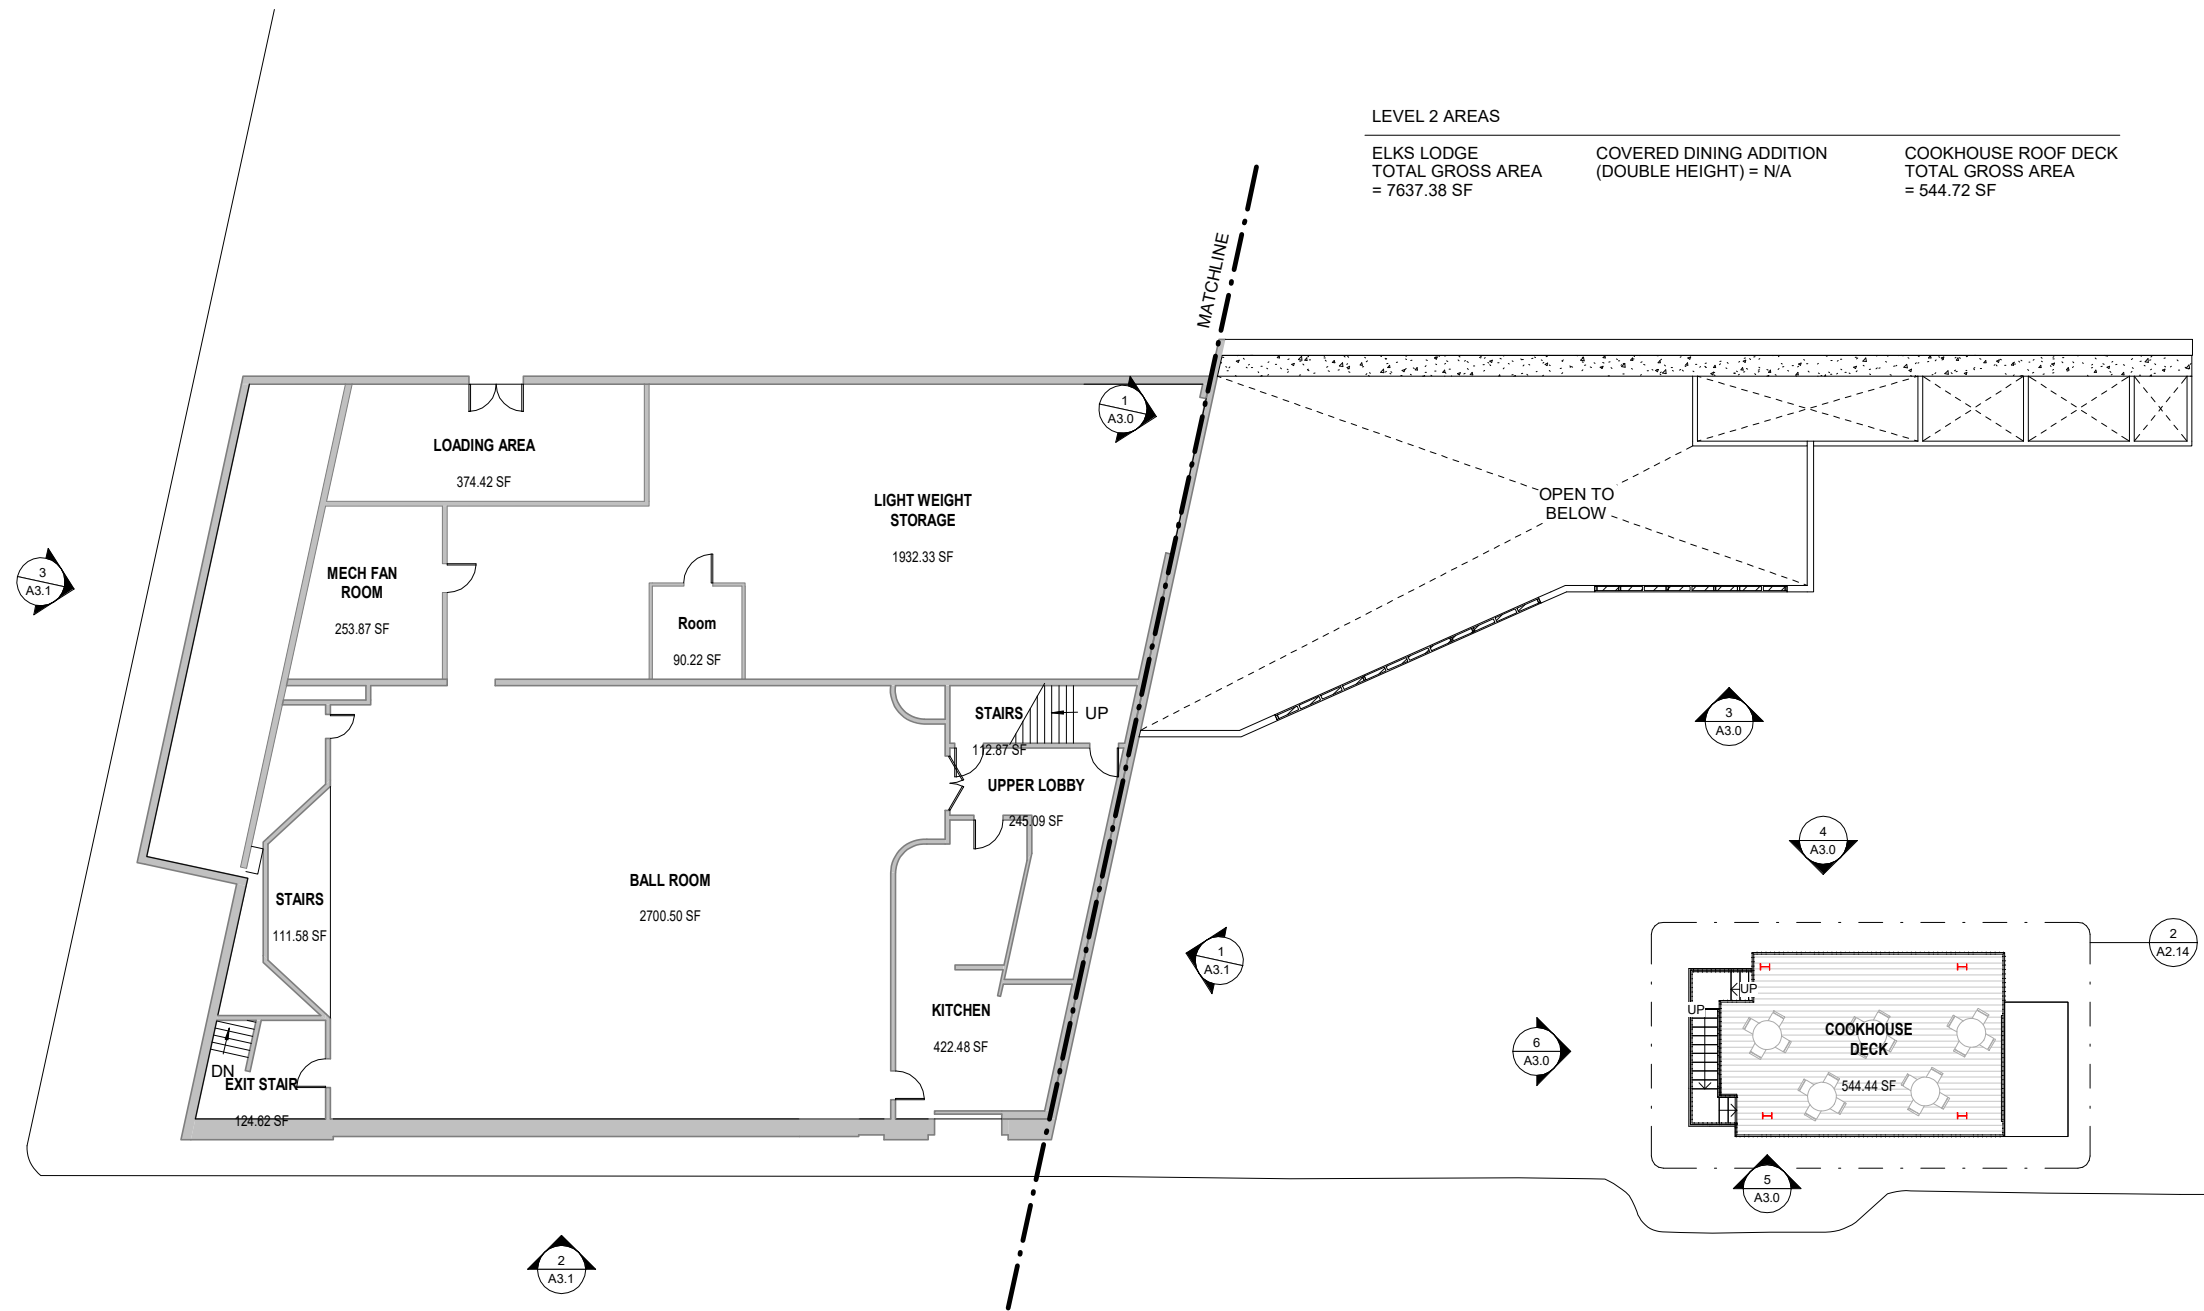 LEVEL 2 AREAS
ELKS LODGE
TOTAL GROSS AREA
= 7637.38 SF
COVERED DINING ADDITION
(DOUBLE HEIGHT) = N/A
COOKHOUSE ROOF DECK
TOTAL GROSS AREA
= 544.72 SF
MATCHLINE
1
A3.0
LOADING AREA
374.42 SF
LIGHT WEIGHT
STORAGE
1932.33 SF
OPEN TO
BELOW
3
A3.1
MECH FAN
ROOM
253.87 SF
Room
90.22 SF
STAIRS
112.87 SF
UP
3
A3.0
UPPER LOBBY
245.09 SF
4
A3.0
BALL ROOM
2700.50 SF
STAIRS
111.58 SF
1
A3.1
2
A2.14
KITCHEN
422.48 SF
UP
UP
COOKHOUSE
DECK
544.44 SF
6
A3.0
DN
EXIT STAIR
124.62 SF
5
A3.0
2
A3.1